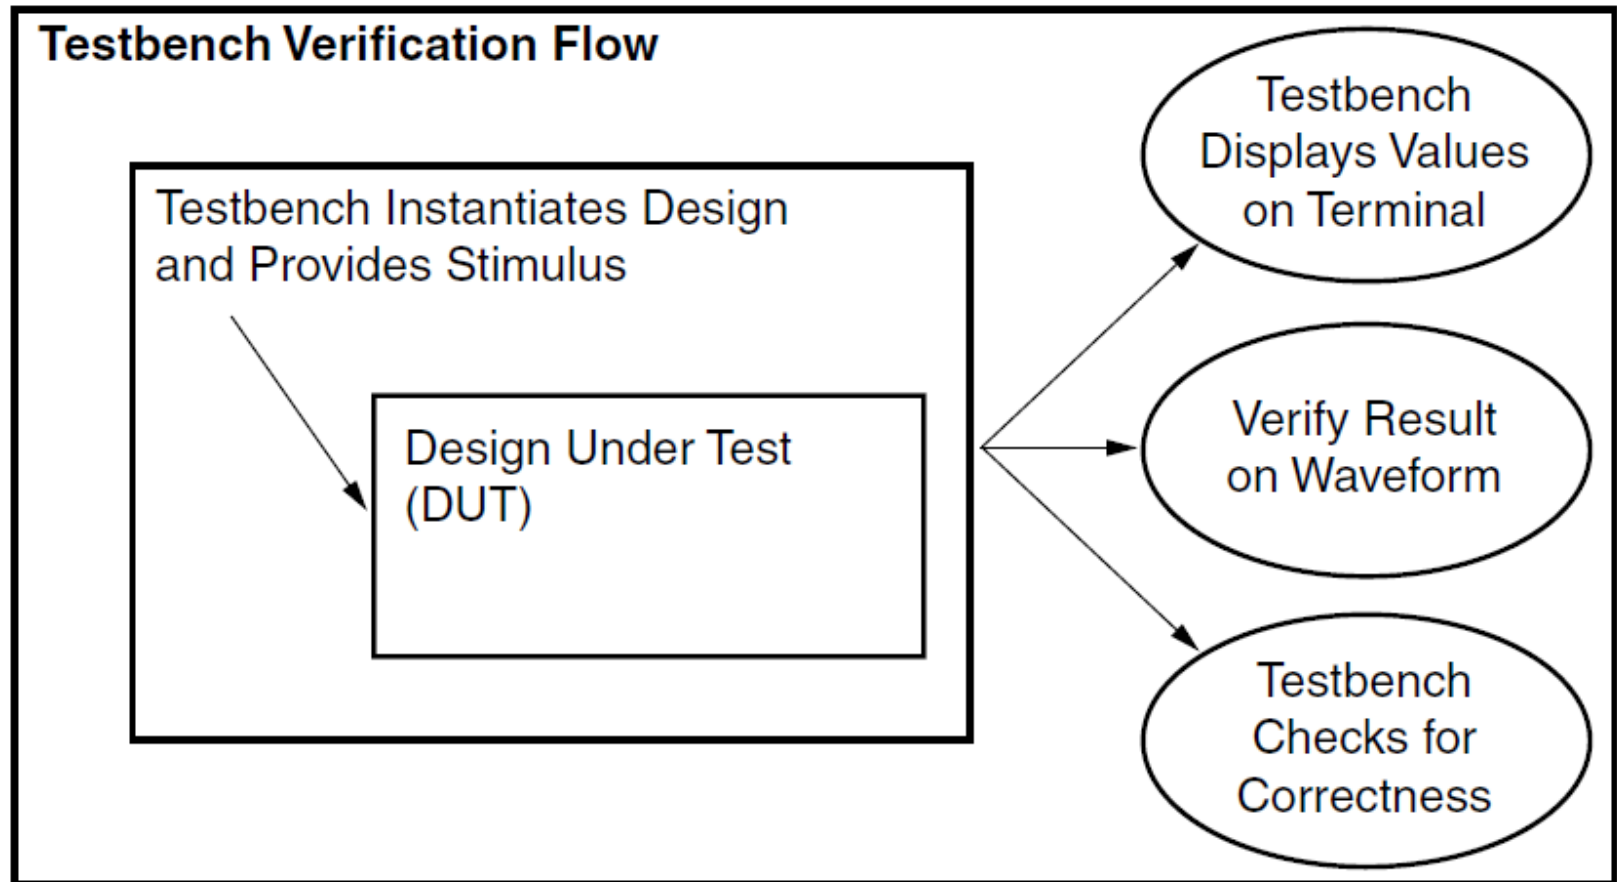 Testbench Verification Flow
Testbench Instantiates Design
and Provides Stimulus
Design Under Test
(DUT)
Testbench
Displays Values
on Terminal
Verify Result
on Waveform
Testbench
Checks for
Correctness